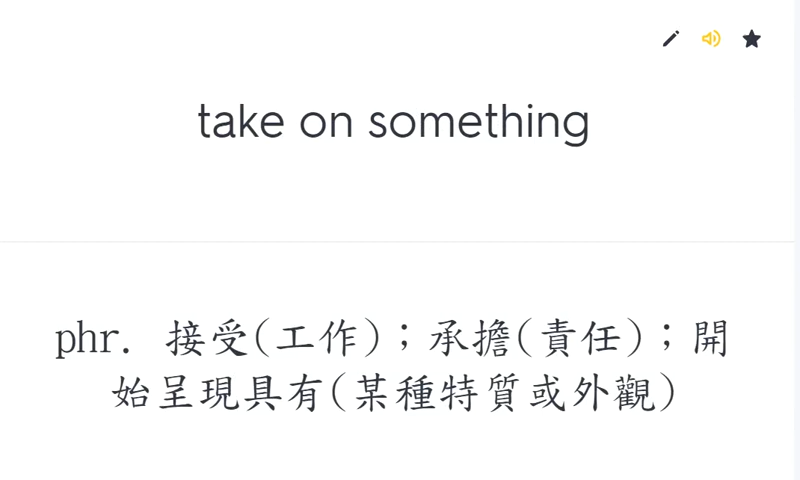 take on something
phr. 接受(工作)；承擔(責任)；開
始呈現具有(某種特質或外觀)